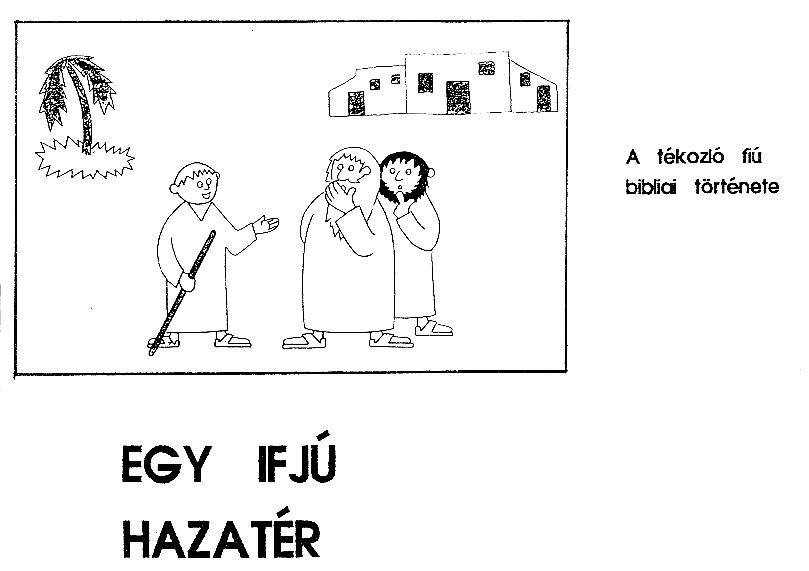 A tékozló fiú
bibliai története
EGY IFJÚ
HAZATÉR